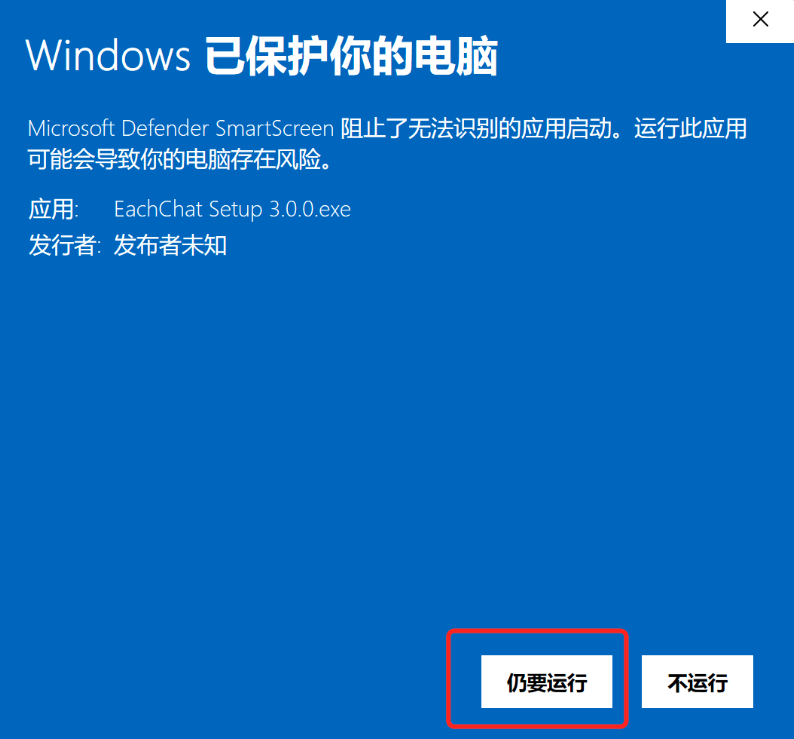 Windows 已保护你的电脑
Microsoft Defender SmartScreen 阻止了无法识别的应用启动。运行此应用
可能会导致你的电脑存在风险。
应用: EachChat Setup 3.0.0.exe
发行者: 发布者未知
仍要运行 不运行